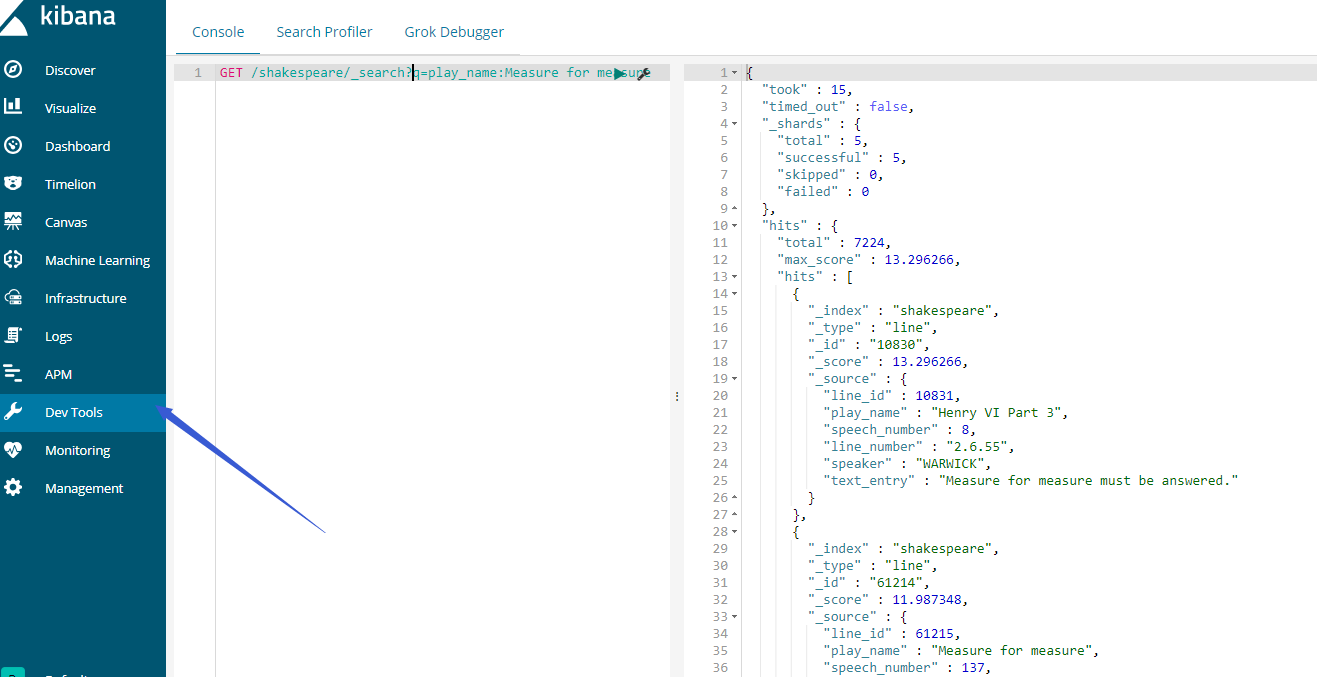 kibana
Discover
Visualize
Dashboard
Timelion
Canvas
Machine Learning
Infrastructure
Logs
APM
Dev Tools
Monitoring
Management
Console Search Profiler Grok Debugger
1 GET /shakespeare/_search?q=play_name:Measure for measure
1 {
2 "took" : 15,
3 "timed_out" : false,
4 "_shards" : {
5 "total" : 5,
6 "successful" : 5,
7 "skipped" : 0,
8 "failed" : 0
9 },
10 "hits" : {
11 "total" : 7224,
12 "max_score" : 13.296266,
13 "hits" : [
14 {
15 "_index" : "shakespeare",
16 "_type" : "line",
17 "_id" : "10830",
18 "_score" : 13.296266,
19 "_source" : {
20 "line_id" : 10831,
21 "play_name" : "Henry VI Part 3",
22 "speech_number" : 8,
23 "line_number" : "2.6.55",
24 "speaker" : "WARWICK",
25 "text_entry" : "Measure for measure must be answered."
26 }
27 },
28 {
29 "_index" : "shakespeare",
30 "_type" : "line",
31 "_id" : "61214",
32 "_score" : 11.987348,
33 "_source" : {
34 "line_id" : 61215,
35 "play_name" : "Measure for measure",
36 "speech_number" : 137,